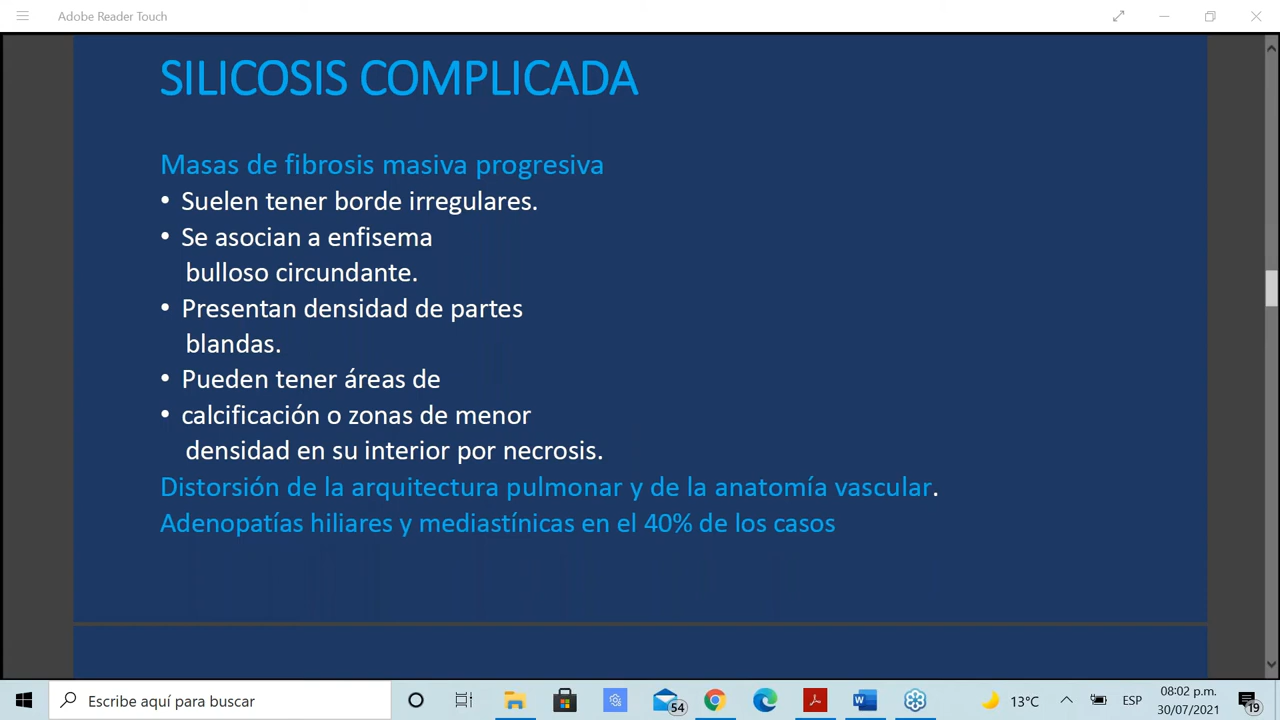 Adobe Reader Touch
SILICOSIS COMPLICADA
Masas de fibrosis masiva progresiva
• Suelen tener borde irregulares.
• Se asocian a enfisema
bulloso circundante.
• Presentan densidad de partes
blandas.
• Pueden tener áreas de
• calcificación o zonas de menor
densidad en su interior por necrosis.
Distorsión de la arquitectura pulmonar y de la anatomía vascular.
Adenopatías hiliares y mediastínicas en el 40% de los casos
Escribe aquí para buscar
54
13°C
ESP
08:02 p.m.
30/07/2021
19